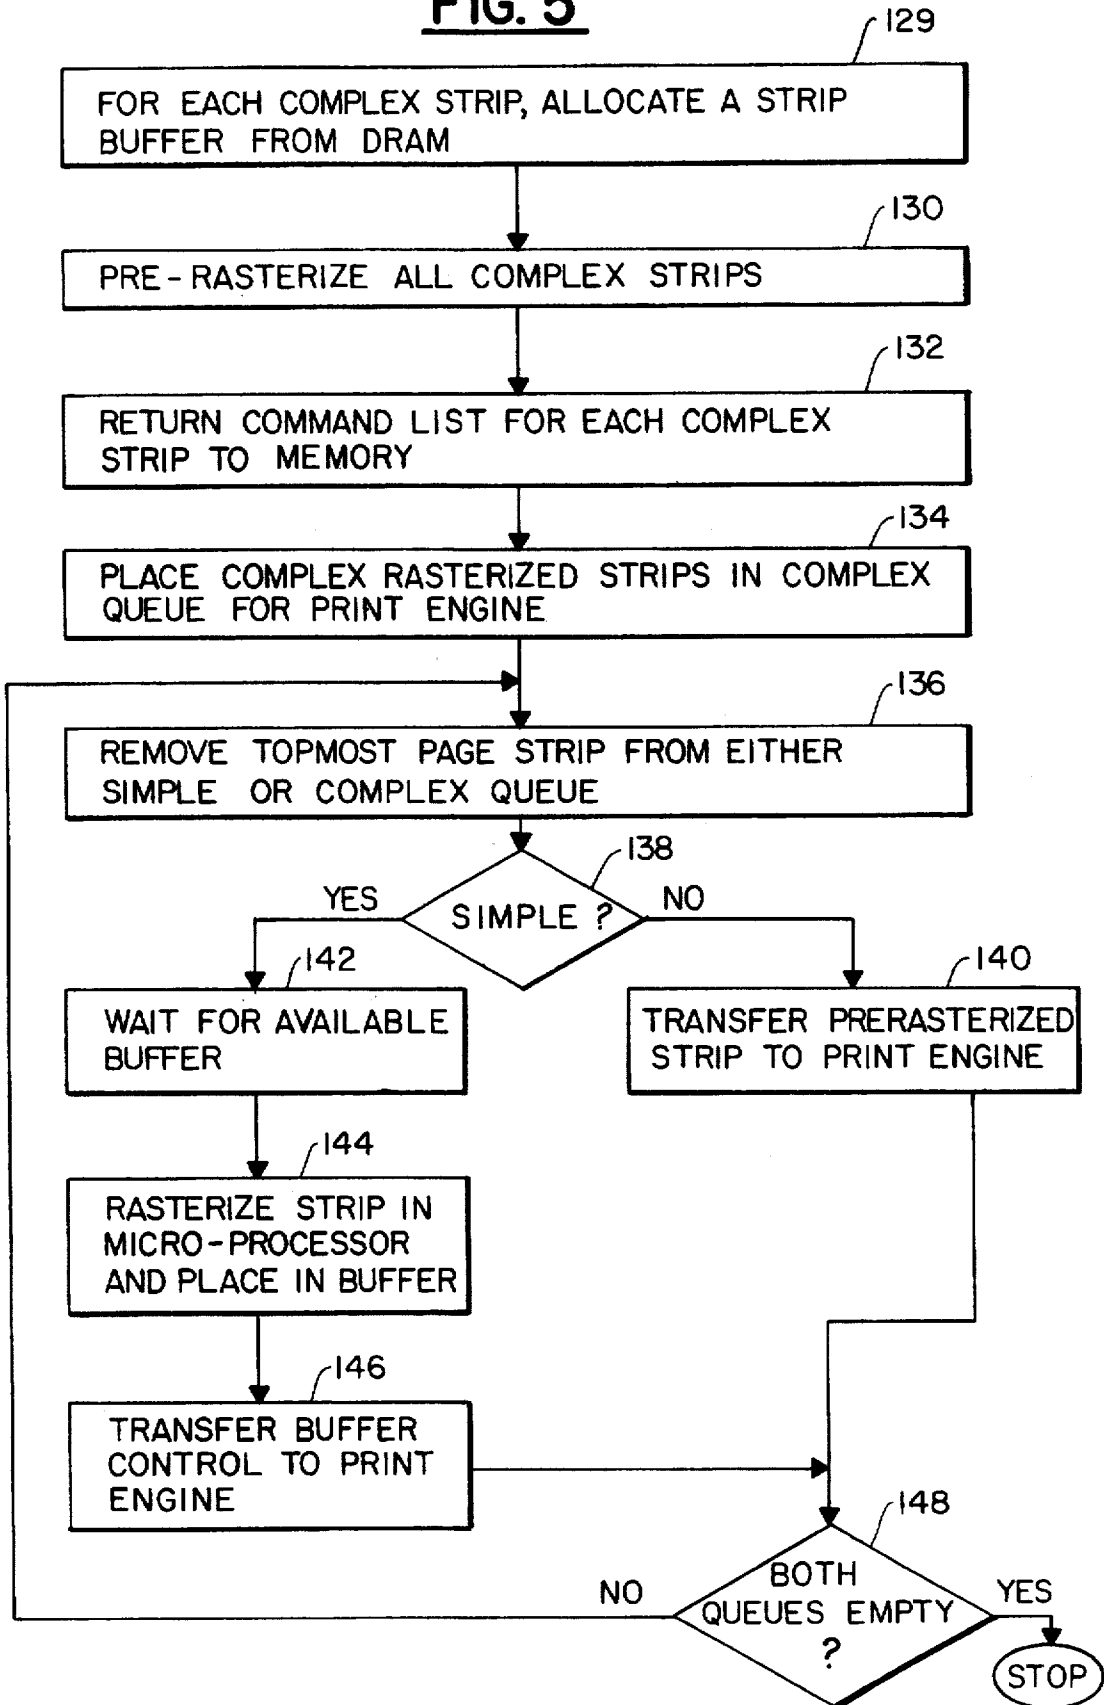 FIG. 5
129
FOR EACH COMPLEX STRIP, ALLOCATE A STRIP
BUFFER FROM DRAM
130
PRE-RASTERIZE ALL COMPLEX STRIPS
132
RETURN COMMAND LIST FOR EACH COMPLEX
STRIP TO MEMORY
134
PLACE COMPLEX RASTERIZED STRIPS IN COMPLEX
QUEUE FOR PRINT ENGINE
136
REMOVE TOPMOST PAGE STRIP FROM EITHER
SIMPLE OR COMPLEX QUEUE
138
YES
SIMPLE ?
NO
142
WAIT FOR AVAILABLE
BUFFER
140
TRANSFER PRERASTERIZED
STRIP TO PRINT ENGINE
144
RASTERIZE STRIP IN
MICRO-PROCESSOR
AND PLACE IN BUFFER
146
TRANSFER BUFFER
CONTROL TO PRINT
ENGINE
148
BOTH
QUEUES EMPTY
?
NO
YES
STOP